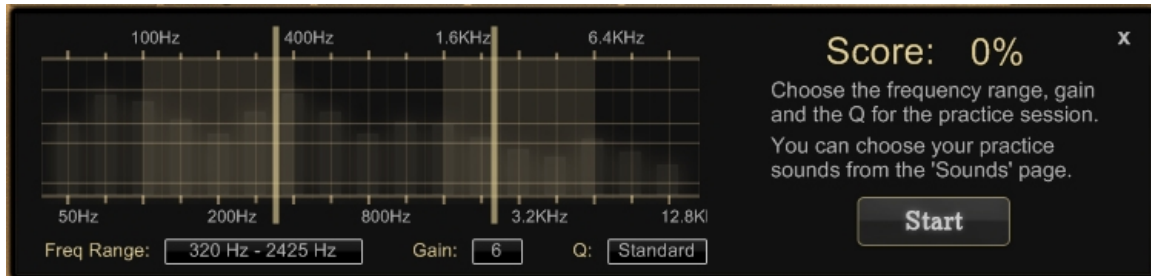 100Hz 400Hz 1.6KHz 6.4KHz
50Hz 200Hz 800Hz 3.2KHz 12.8K
Freq Range: 320 Hz - 2425 Hz Gain: 6 Q: Standard
Score: 0%
x
Choose the frequency range, gain
and the Q for the practice session.
You can choose your practice
sounds from the 'Sounds' page.
Start